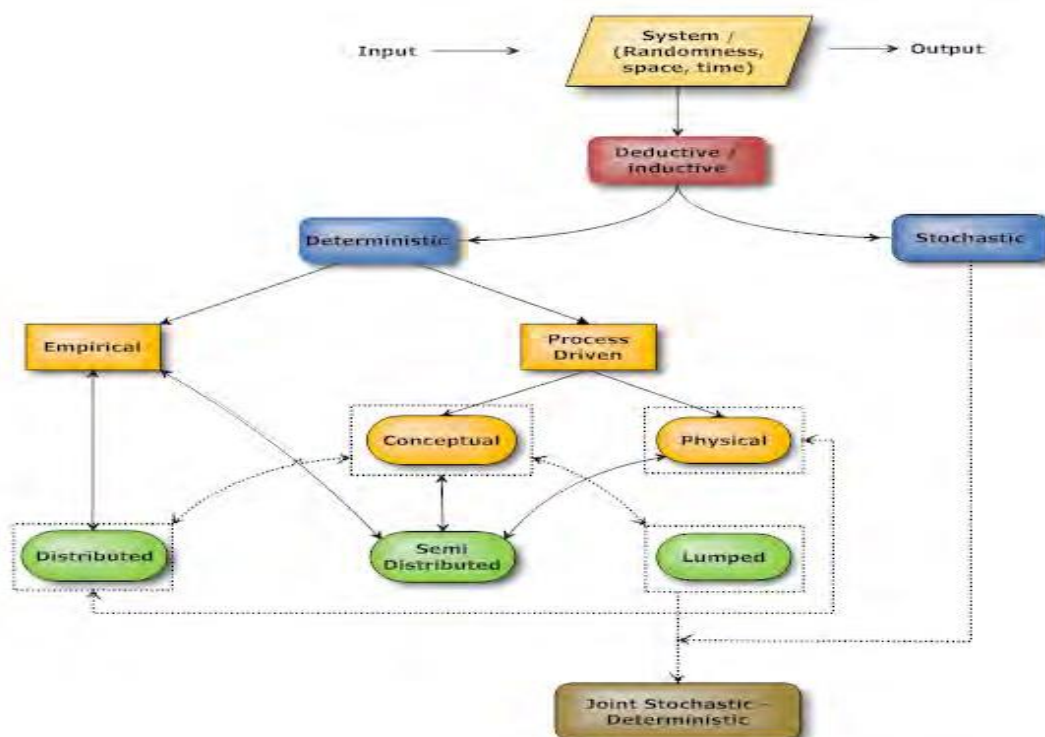 System /
(Randomness,
space, time)
Input
Output
Deductive /
inductive
Deterministic
Stochastic
Empirical
Process
Driven
Conceptual
Physical
Distributed
Semi
Distributed
Lumped
Joint Stochastic –
Deterministic